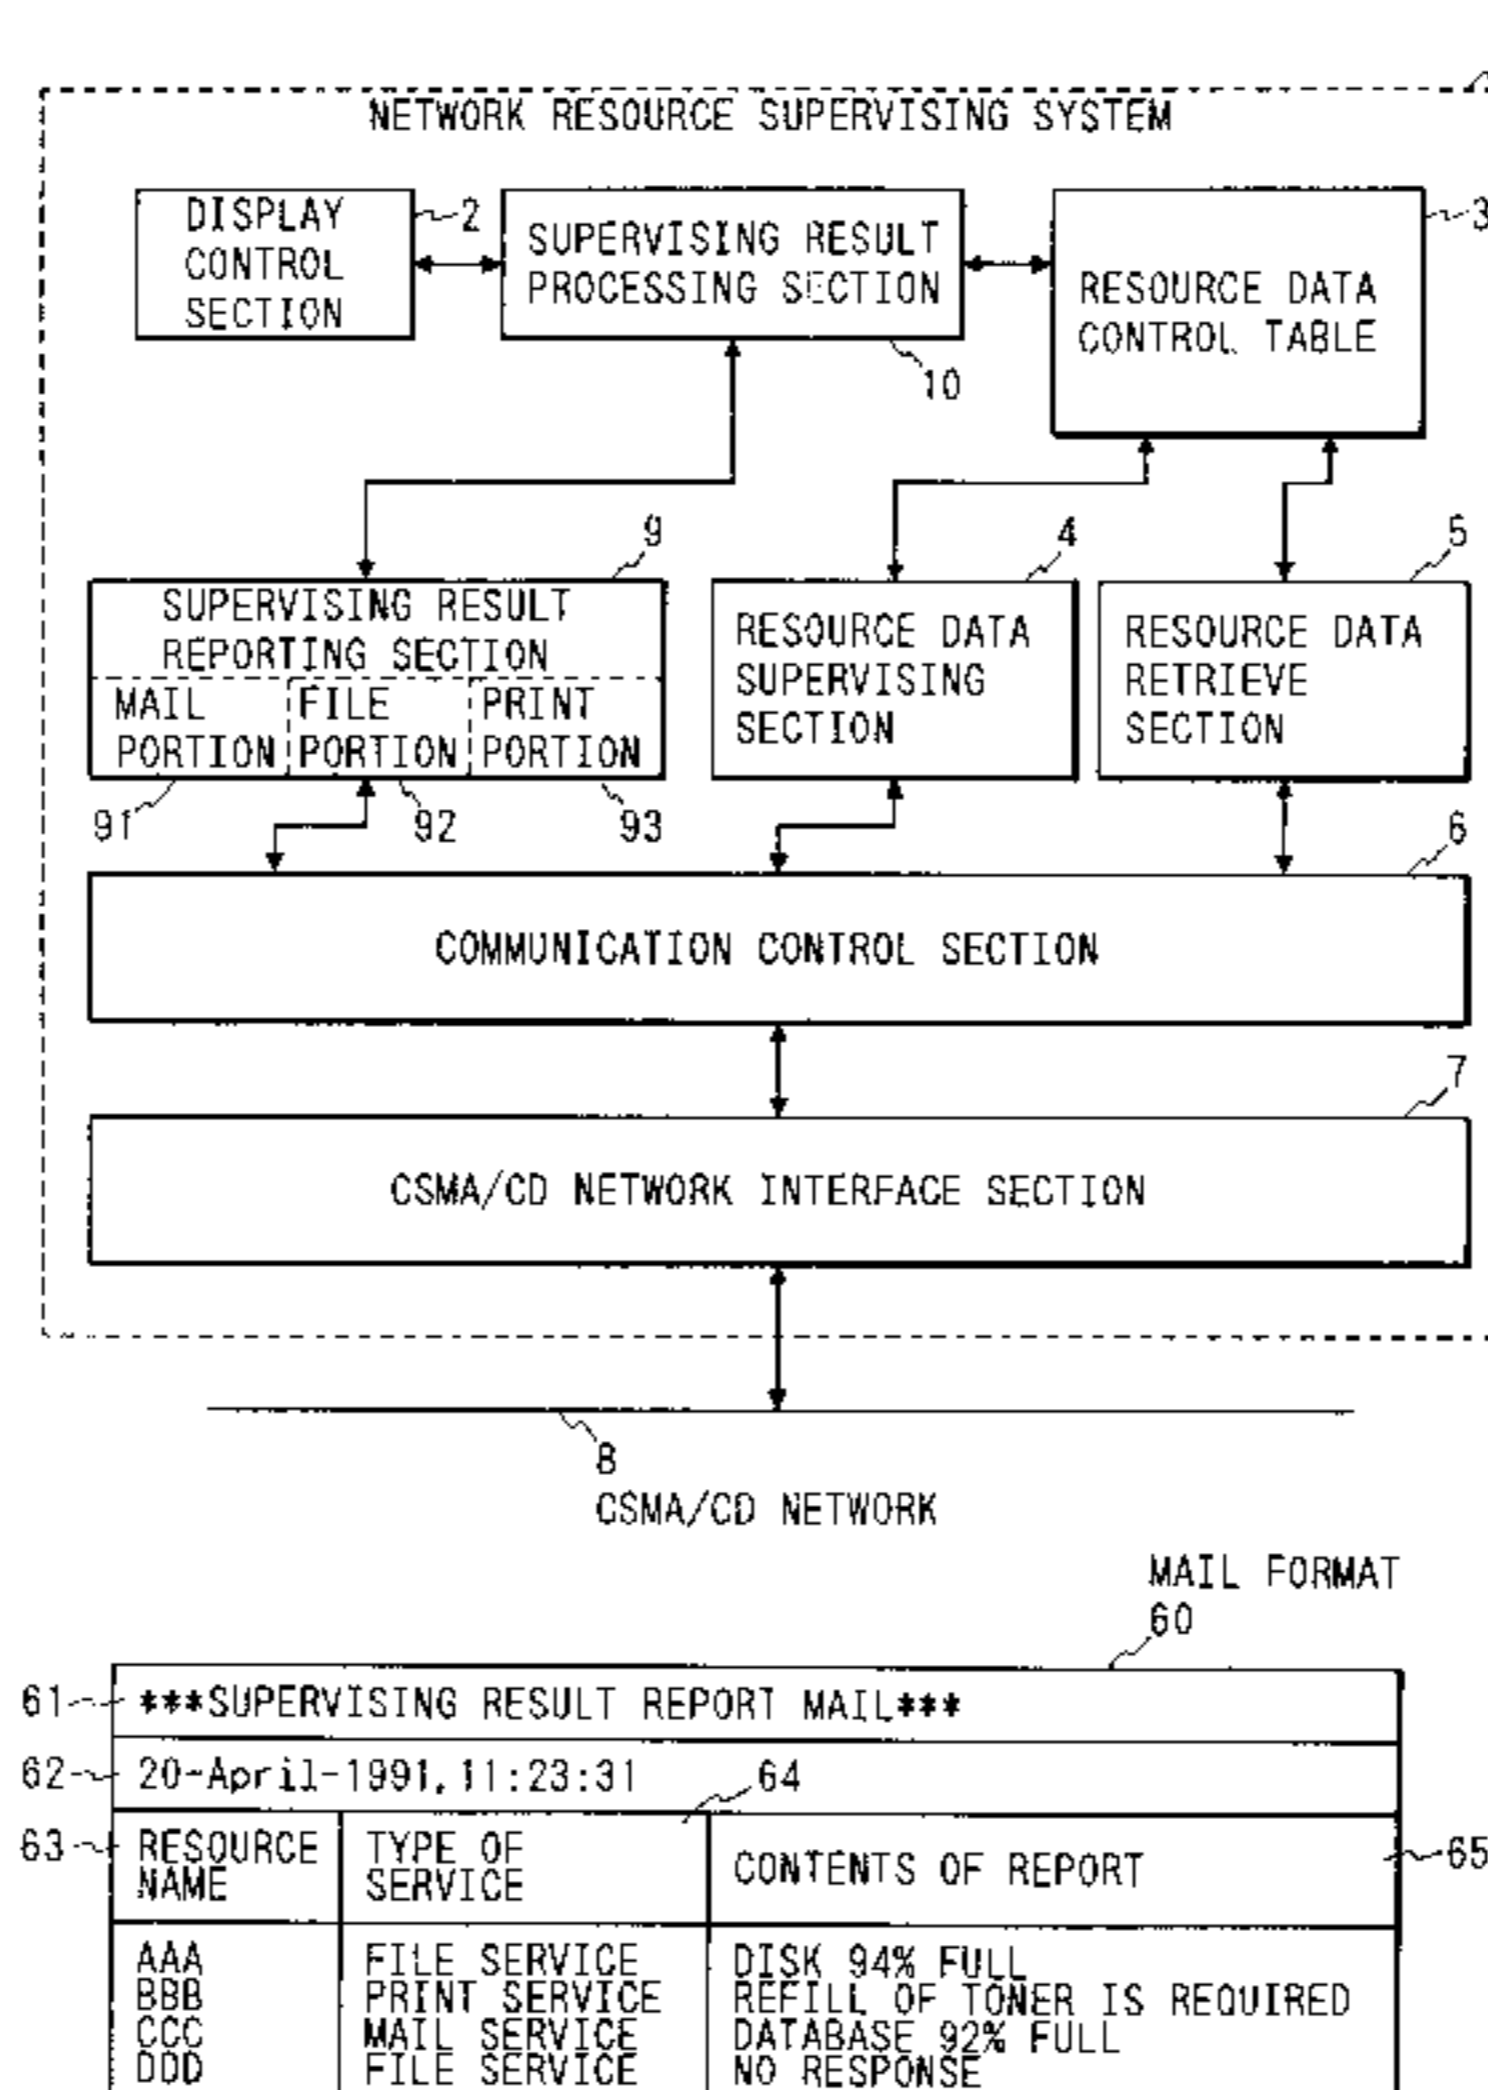 NETWORK RESOURCE SUPERVISING SYSTEM
DISPLAY
CONTROL
SECTION
2
SUPERVISING RESULT
PROCESSING SECTION
10
RESOURCE DATA
CONTROL TABLE
3
9
SUPERVISING RESULT
REPORTING SECTION
MAIL
PORTION
FILE
PORTION
PRINT
PORTION
91
92
93
4
RESOURCE DATA
SUPERVISING
SECTION
5
RESOURCE DATA
RETRIEVE
SECTION
6
COMMUNICATION CONTROL SECTION
7
CSMA/CD NETWORK INTERFACE SECTION
8
CSMA/CD NETWORK
MAIL FORMAT
60
61
***SUPERVISING RESULT REPORT MAIL***
62
20-April-1991,11:23:31
64
63
RESOURCE
NAME
TYPE OF
SERVICE
CONTENTS OF REPORT
65
AAA FILE SERVICE DISK 94% FULL
BBB PRINT SERVICE REFILL OF TONER IS REQUIRED
CCC MAIL SERVICE DATABASE 92% FULL
DDD FILE SERVICE NO RESPONSE